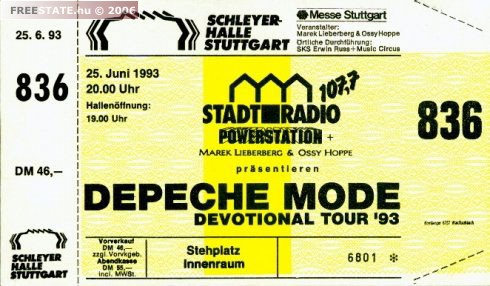 FREESTATE.hu © 2006
25. 6. 93
836
DM 46,—
SCHLEYER
HALLE
STUTTGART
SCHLEYER-
HALLE
STUTTGART
Messe Stuttgart
Veranstalter:
Marek Lieberberg & Ossy Hoppe
Örtliche Durchführung:
SKS Erwin Russ + Music Circus
25. Juni 1993
20.00 Uhr
Hallenöffnung:
19.00 Uhr
STADTRADIO 107,7
POWERSTATION +
MAREK LIEBERBERG & OSSY HOPPE
präsentieren
836
DEPECHE MODE
DEVOTIONAL TOUR '93
Vorverkauf
DM 46,—
zzgl. Vorvkgeb.
Abendkasse
DM 55,—
incl. MWSt.
Stehplatz
Innenraum
6801 *